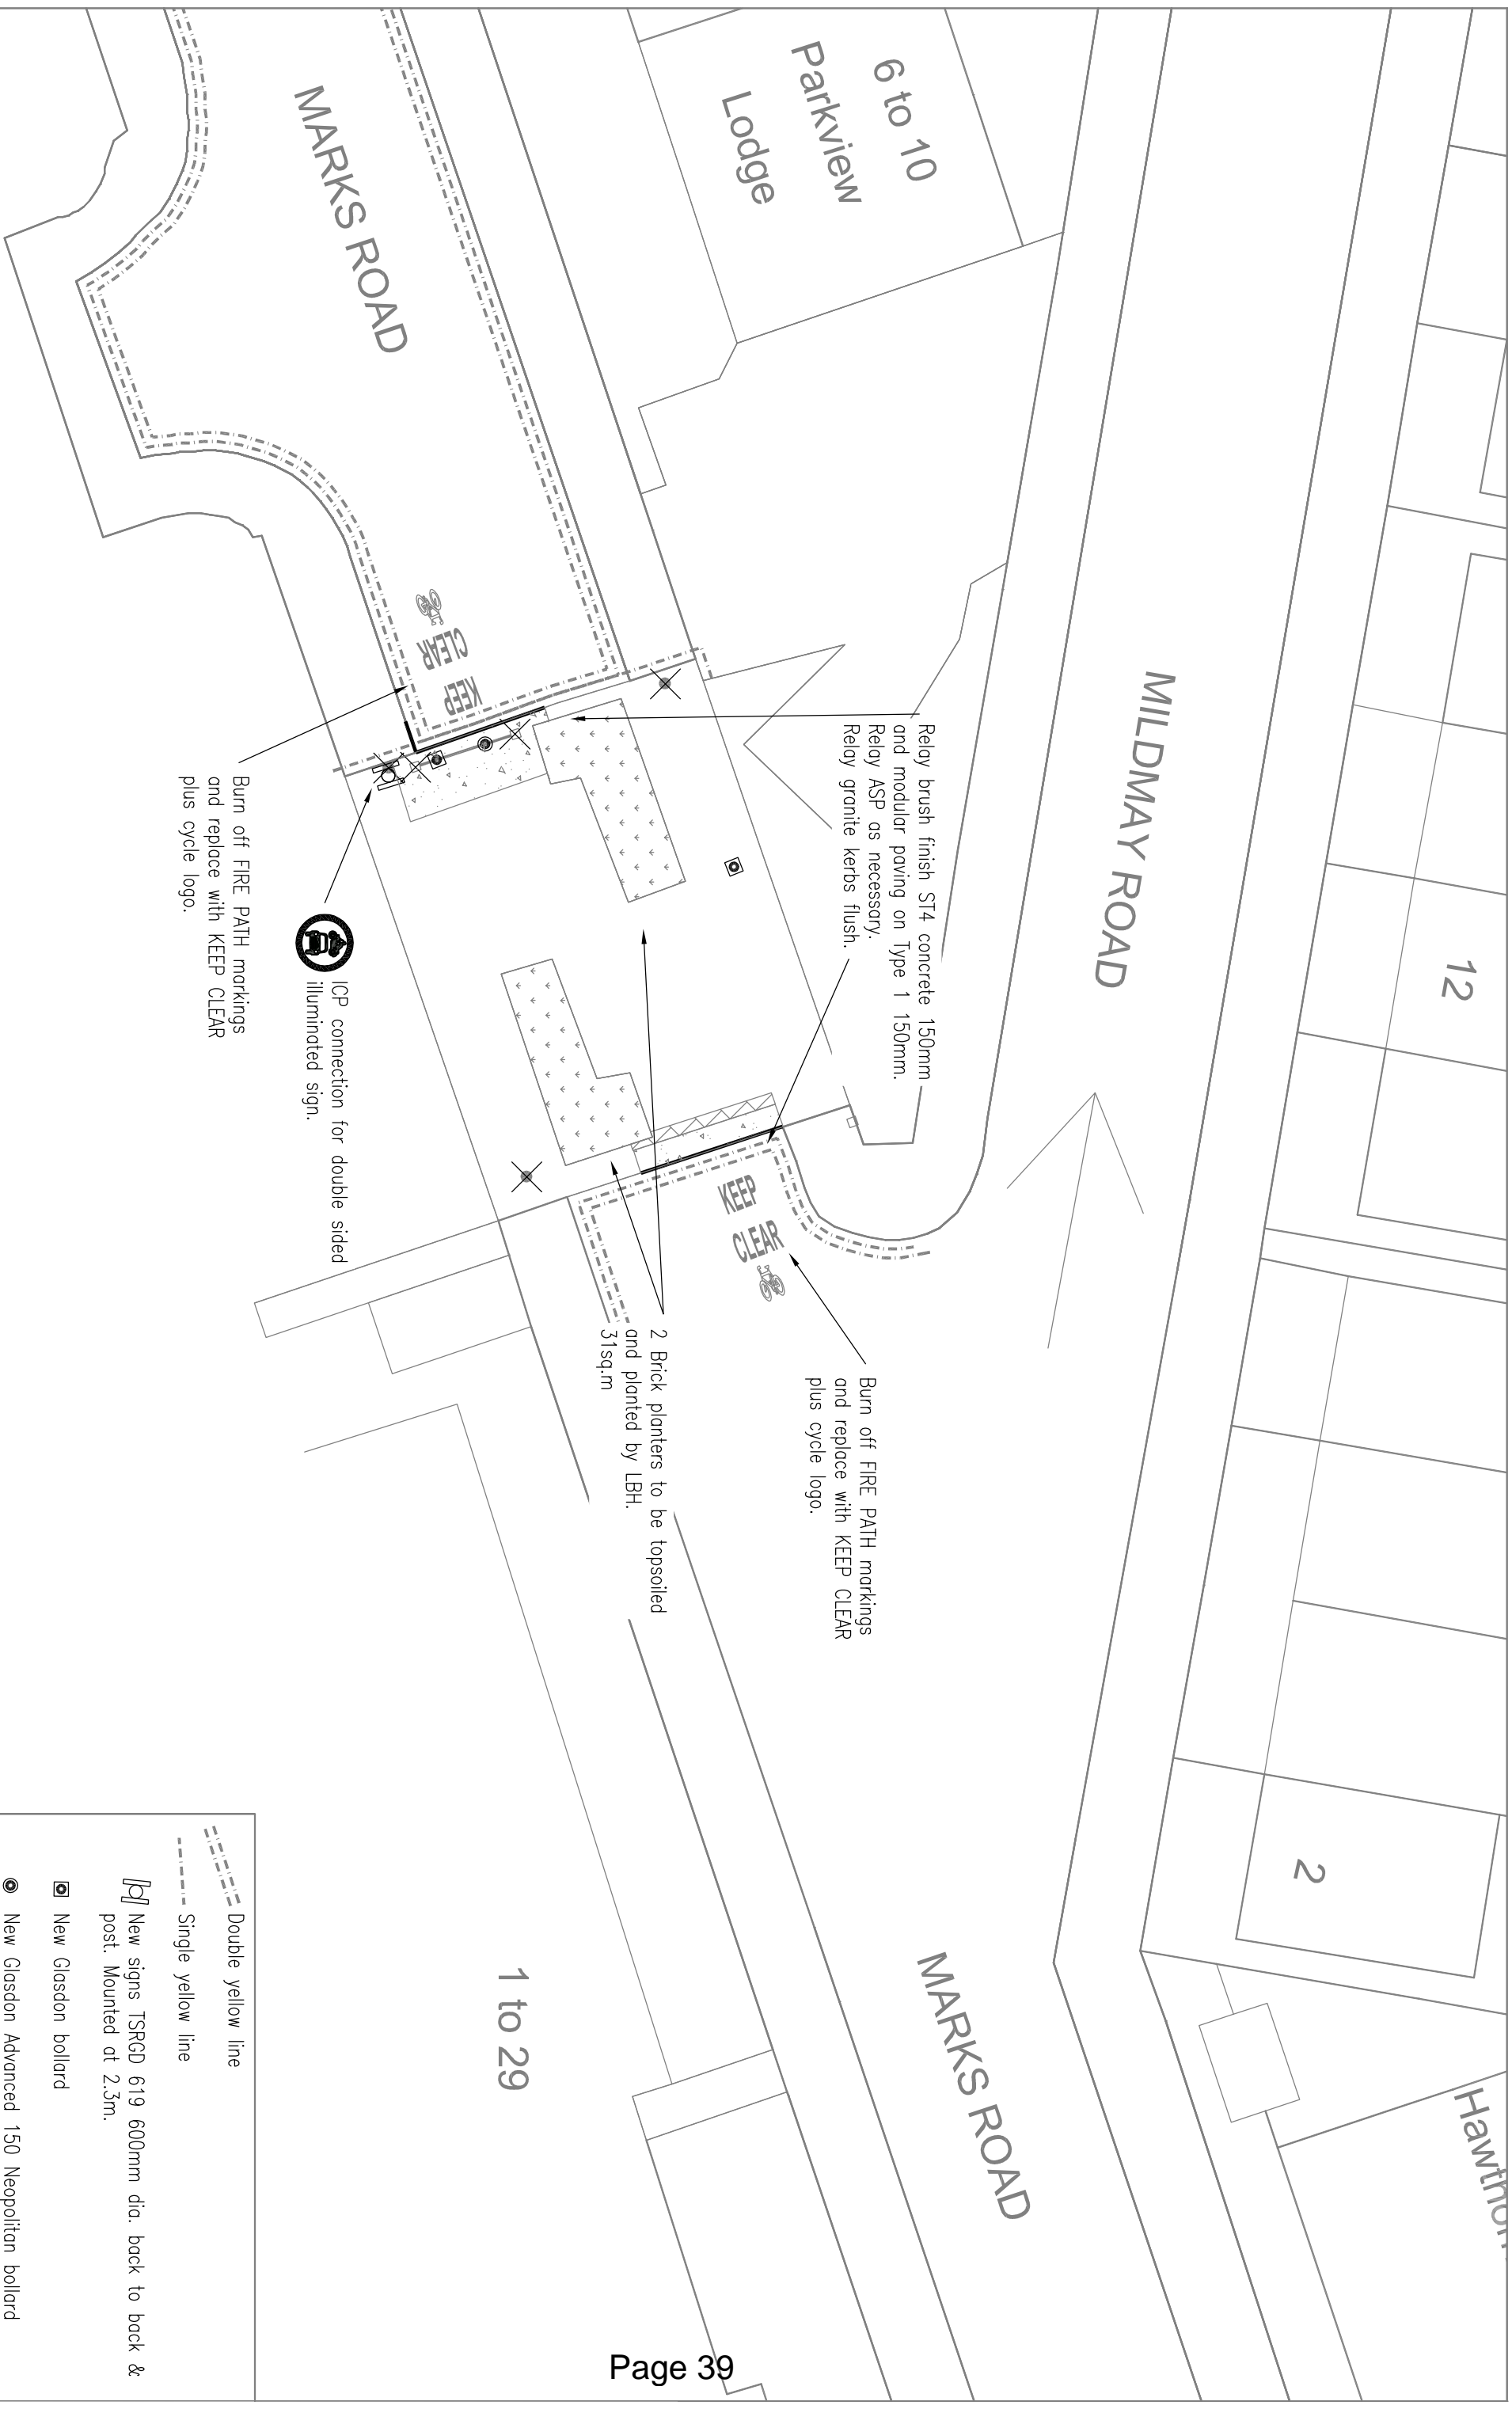 6 to 10
Parkview
Lodge
MARKS ROAD
MILDMAY ROAD
12
2
Relay brush finish ST4 concrete 150mm
and modular paving on Type 1 150mm.
Relay ASP as necessary.
Relay granite kerbs flush.
KEEP
CLEAR
Burn off FIRE PATH markings
and replace with KEEP CLEAR
plus cycle logo.
ICP connection for double sided
illuminated sign.
KEEP
CLEAR
Burn off FIRE PATH markings
and replace with KEEP CLEAR
plus cycle logo.
2 Brick planters to be topsoiled
and planted by LBH.
31sq.m
MARKS ROAD
1 to 29
Double yellow line
Single yellow line
New signs TSRGD 619 600mm dia. back to back &
post. Mounted at 2.3m.
New Glasdon bollard
New Glasdon Advanced 150 Neopolitan bollard
Page 39